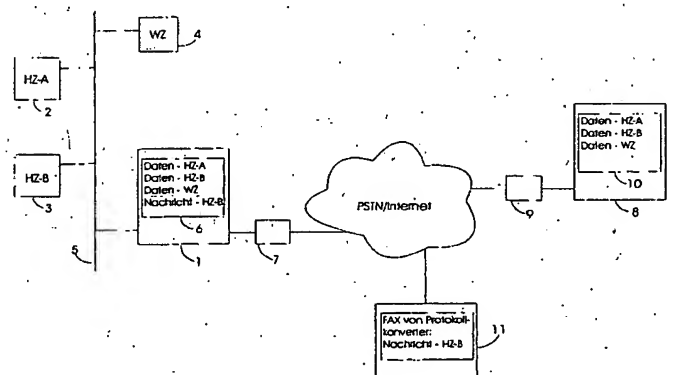 WZ
4
HZ-A
2
HZ-B
3
5
Daten - HZ-A
Daten - HZ-B
Daten - WZ
Nachricht - HZ-B
6
1
7
PSTN/Internet
9
Daten - HZ-A
Daten - HZ-B
Daten - WZ
10
8
FAX von Protokoll-
konverter:
Nachricht - HZ-B
11